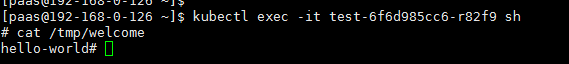 [paas@192-168-0-126 ~]$
[paas@192-168-0-126 ~]$ kubectl exec -it test-6f6d985cc6-r82f9 sh
# cat /tmp/welcome
hello-world#